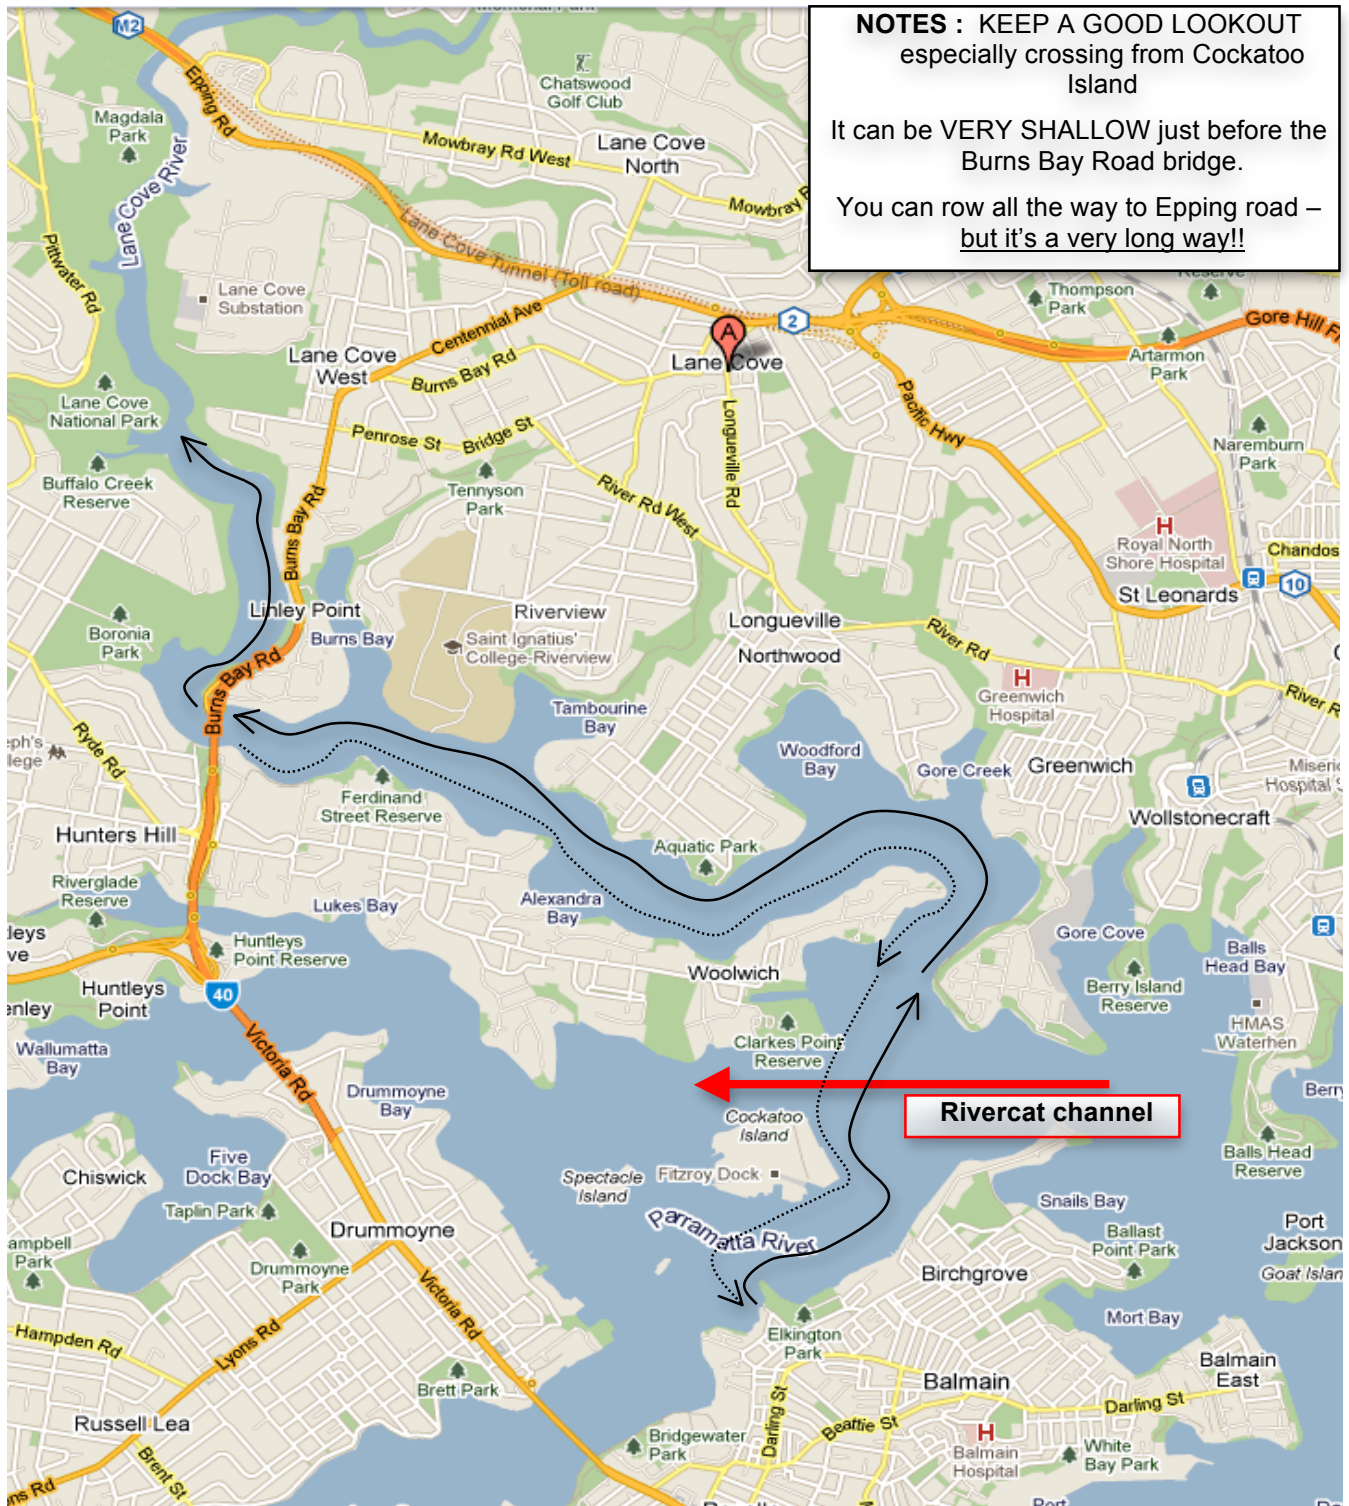 NOTES : KEEP A GOOD LOOKOUT
especially crossing from Cockatoo
Island
It can be VERY SHALLOW just before the
Burns Bay Road bridge.
You can row all the way to Epping road –
but it's a very long way!!
M2
Epping Rd
Chatswood
Golf Club
Magdala
Park
Mowbray Rd West
Lane Cove
North
Mowbray
Lane Cove River
Pittwater Rd
Lane Cove Tunnel (Toll road)
Lane Cove
Substation
Reserve
Thompson
Park
2
Gore Hill
A
Centennial Ave
Lane Cove
West
Burns Bay Rd
Lane Cove
Artarmon
Park
Pacific Hwy
Lane Cove
National Park
Longueville Rd
Penrose St
Bridge St
Naremburn
Park
Buffalo Creek
Reserve
Tennyson
Park
River Rd West
Burns Bay Rd
H
Royal North
Shore Hospital
Chandos
10
St Leonards
Linley Point
Riverview
Longueville
Boronia
Park
Burns Bay
Saint Ignatius'
College-Riverview
River Rd
Northwood
Burns Bay Rd
H
Greenwich
Hospital
River R
Tambourine
Bay
Ryde Rd
Woodford
Bay
Gore Creek
Greenwich
Ferdinand
Street Reserve
Wollstonecraft
Hunters Hill
Aquatic Park
Riverglade
Reserve
Lukes Bay
Alexandra
Bay
Gore Cove
Huntleys
Point Reserve
Balls
Head Bay
Woolwich
Huntleys
Point
40
Berry Island
Reserve
HMAS
Waterhen
Wallumatta
Bay
Victoria Rd
Clarkes Point
Reserve
Drummoyne
Bay
Rivercat channel
Cockatoo
Island
Balls Head
Reserve
Five
Dock Bay
Chiswick
Spectacle
Island
Fitzroy Dock
Taplin Park
Snails Bay
Parramatta River
Drummoyne
Ballast
Point Park
Port
Jackson
Park
Drummoyne
Park
Birchgrove
Goat Islan
Victoria Rd
Mort Bay
Hampden Rd
Lyons Rd
Elkington
Park
Balmain
East
Brett Park
Balmain
Darling St
Darling St
Beattie St
Russell Lea
Bridgewater
Park
H
Balmain
Hospital
White
Bay Park
Brent St
ns Rd
Port